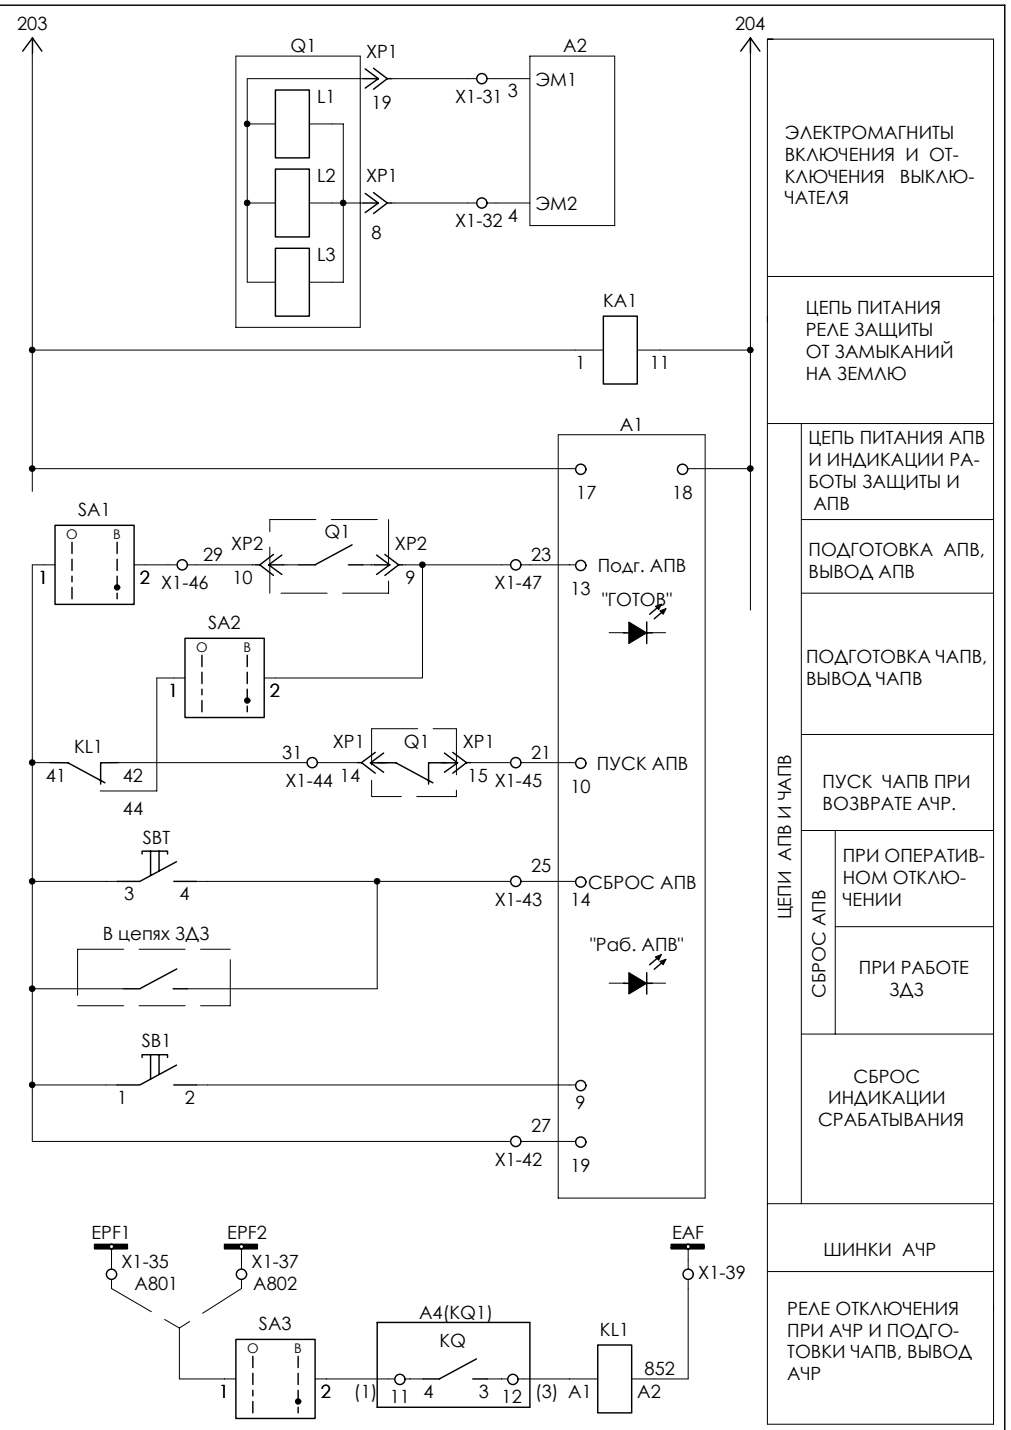 203
204
Q1
XP1
A2
L1
19
X1-31
3
ЭМ1
L2
XP1
8
X1-32
4
ЭМ2
L3
ЭЛЕКТРОМАГНИТЫ
ВКЛЮЧЕНИЯ И ОТ-
КЛЮЧЕНИЯ ВЫКЛЮ-
ЧАТЕЛЯ
KA1
1
11
ЦЕПЬ ПИТАНИЯ
РЕЛЕ ЗАЩИТЫ
ОТ ЗАМЫКАНИЙ
НА ЗЕМЛЮ
A1
17
18
ЦЕПЬ ПИТАНИЯ АПВ
И ИНДИКАЦИИ РА-
БОТЫ ЗАЩИТЫ И
АПВ
SA1
О В
1
2
29
X1-46
XP2
10
Q1
XP2
9
23
X1-47
13
Подг. АПВ
"ГОТОВ"
ПОДГОТОВКА АПВ,
ВЫВОД АПВ
SA2
О В
1
2
ПОДГОТОВКА ЧАПВ,
ВЫВОД ЧАПВ
KL1
41
42
44
31
X1-44
XP1
14
Q1
XP1
15
21
X1-45
10
ПУСК АПВ
ПУСК ЧАПВ ПРИ
ВОЗВРАТЕ АЧР.
ЦЕПИ АПВ И ЧАПВ
SBT
3
4
25
X1-43
14
СБРОС АПВ
СБРОС АПВ
ПРИ ОПЕРАТИВ-
НОМ ОТКЛЮ-
ЧЕНИИ
В цепях ЗДЗ
"Раб. АПВ"
ПРИ РАБОТЕ
ЗДЗ
SB1
1
2
9
СБРОС
ИНДИКАЦИИ
СРАБАТЫВАНИЯ
27
X1-42
19
EPF1
X1-35
A801
EPF2
X1-37
A802
EAF
X1-39
ШИНКИ АЧР
SA3
О В
1
2
A4(KQ1)
KQ
(1)
11
4
3
12
(3)
KL1
A1
A2
852
РЕЛЕ ОТКЛЮЧЕНИЯ
ПРИ АЧР И ПОДГО-
ТОВКИ ЧАПВ, ВЫВОД
АЧР